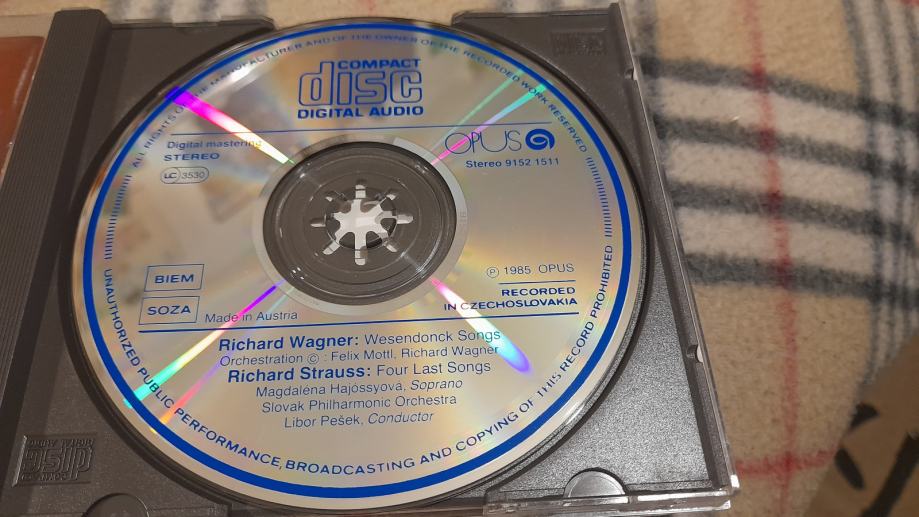 ALL RIGHTS OF THE MANUFACTURER AND OF THE OWNER OF THE RECORDED WORK RESERVED
COMPACT
disc
DIGITAL AUDIO
Digital mastering
STEREO
LC 3530
OPUS
Stereo 9152 1511
BIEM
SOZA
Made in Austria
Ⓟ 1985 OPUS
RECORDED
IN CZECHOSLOVAKIA
Richard Wagner: Wesendonck Songs
Orchestration © : Felix Mottl, Richard Wagner
Richard Strauss: Four Last Songs
Magdaléna Hajóssyová, Soprano
Slovak Philharmonic Orchestra
Libor Pešek, Conductor
UNAUTHORIZED PUBLIC PERFORMANCE, BROADCASTING AND COPYING OF THIS RECORD PROHIBITED
disc